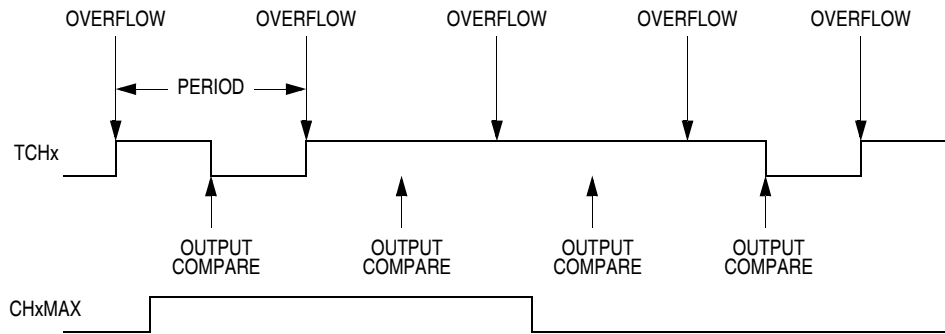 OVERFLOW OVERFLOW OVERFLOW OVERFLOW OVERFLOW
PERIOD
TCHx
OUTPUT COMPARE
OUTPUT COMPARE
OUTPUT COMPARE
OUTPUT COMPARE
CHxMAX